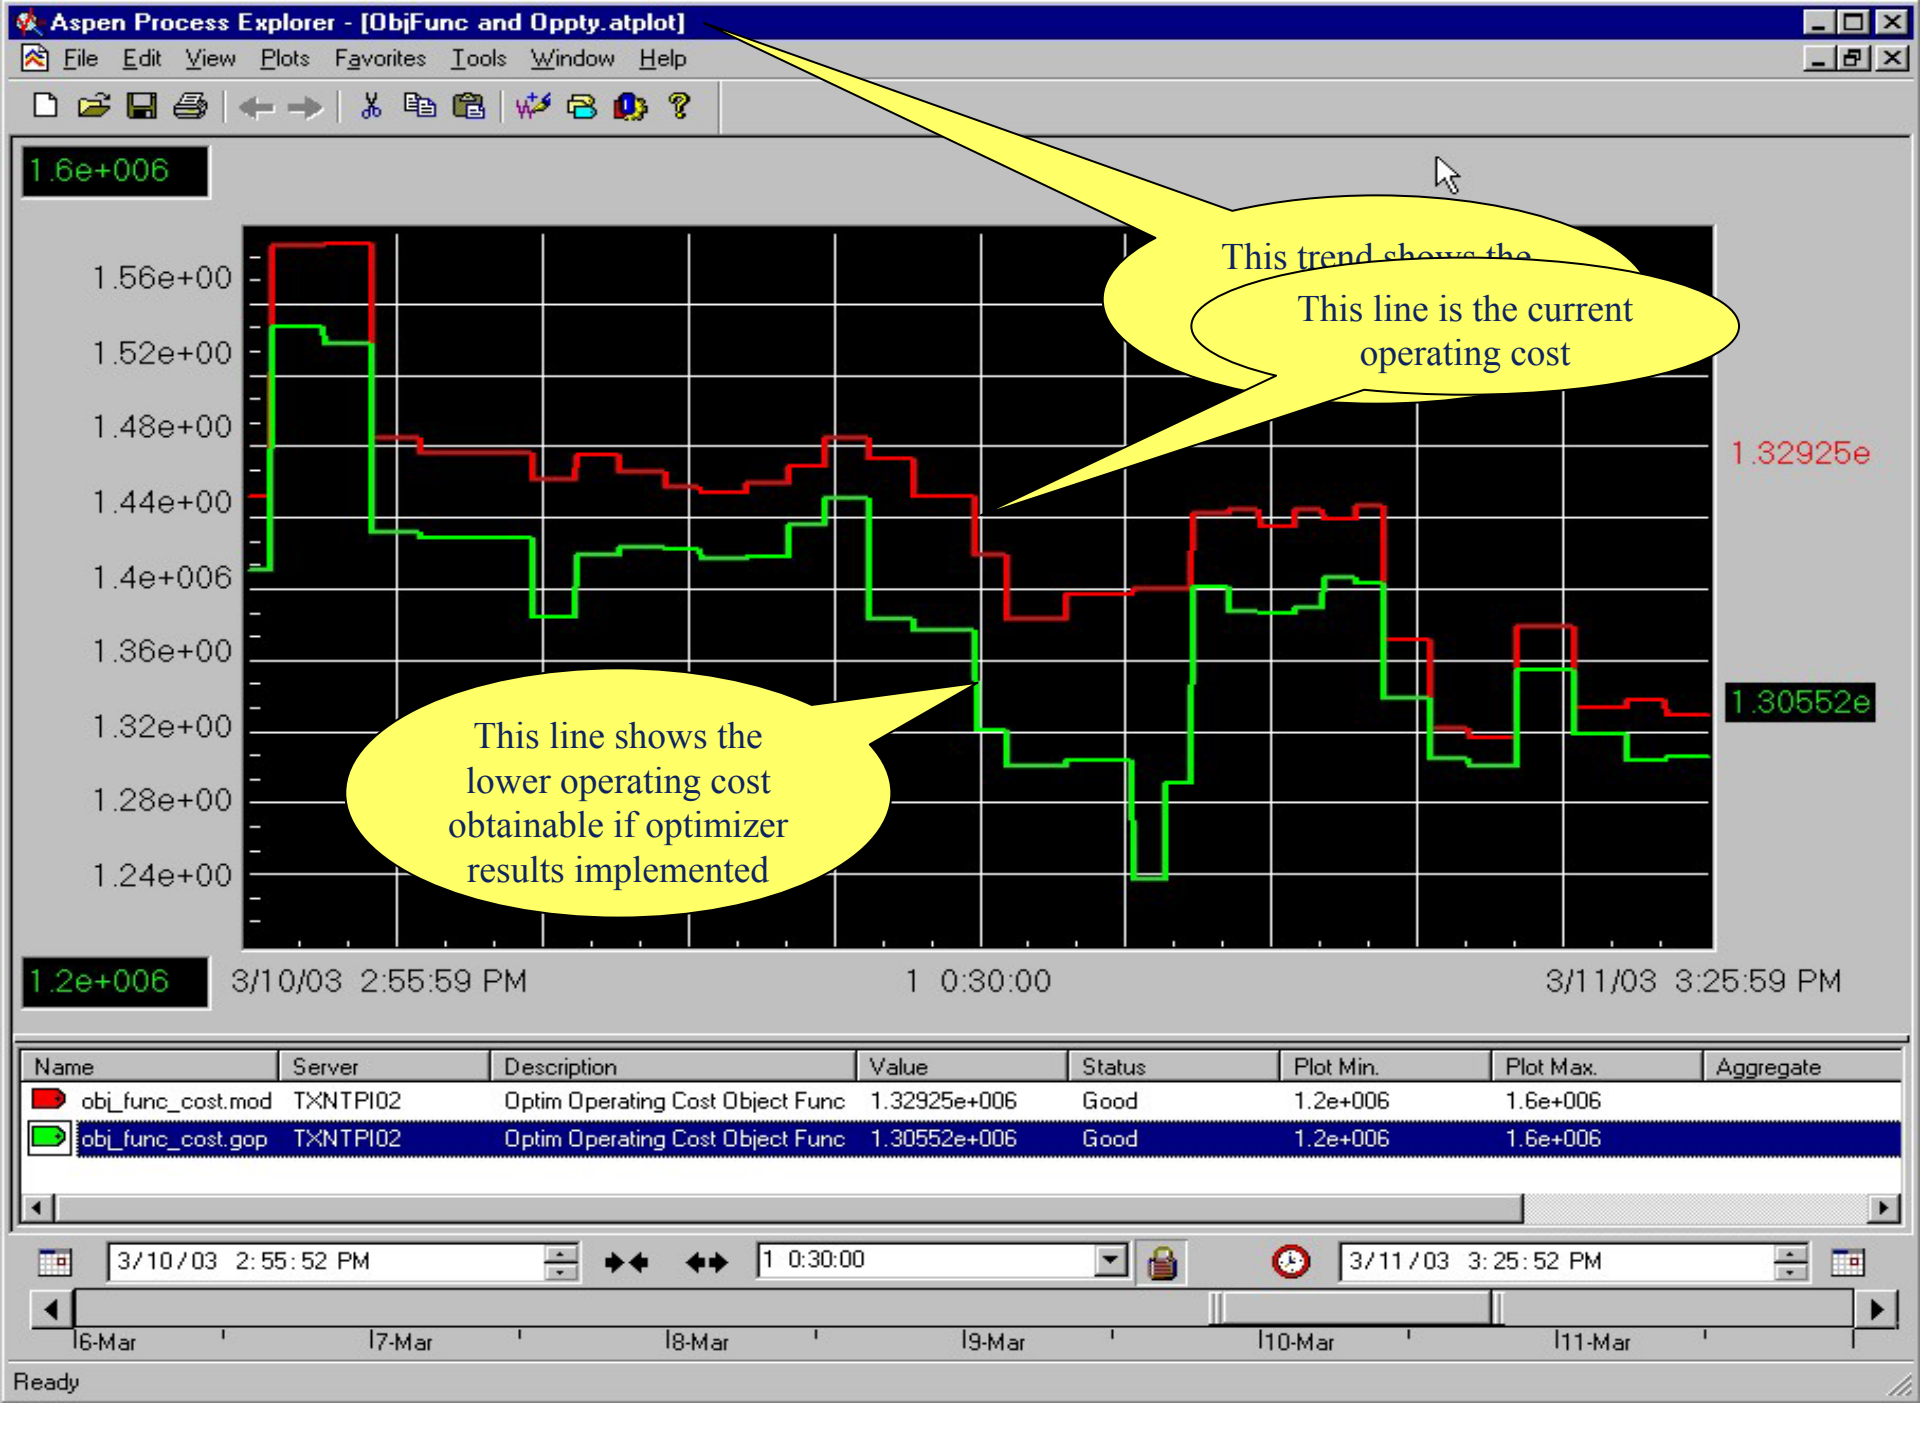 Aspen Process Explorer - [ObjFunc and Oppty.atplot]
File Edit View Plots Favorites Tools Window Help
1.6e+006
This trend shows the
This line is the current
operating cost
1.56e+00
1.52e+00
1.48e+00
1.44e+00
1.4e+006
1.36e+00
1.32e+00
1.28e+00
1.24e+00
1.32925e
1.30552e
This line shows the
lower operating cost
obtainable if optimizer
results implemented
1.2e+006
3/10/03 2:55:59 PM
1 0:30:00
3/11/03 3:25:59 PM
Name Server Description Value Status Plot Min. Plot Max. Aggregate
obj_func_cost.mod TXNTPI02 Optim Operating Cost Object Func 1.32925e+006 Good 1.2e+006 1.6e+006
obj_func_cost.gop TXNTPI02 Optim Operating Cost Object Func 1.30552e+006 Good 1.2e+006 1.6e+006
3/10/03 2:55:52 PM
1 0:30:00
3/11/03 3:25:52 PM
6-Mar 7-Mar 8-Mar 9-Mar 10-Mar 11-Mar
Ready